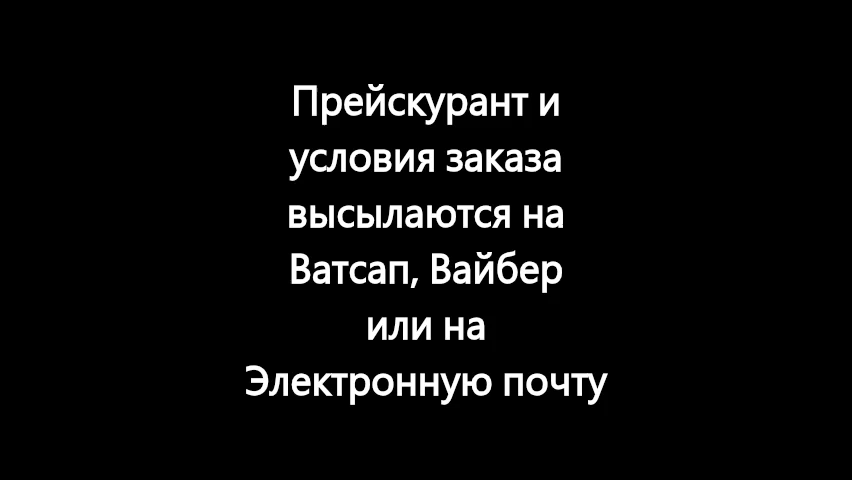 Прейскурант и
условия заказа
высылаются на
Ватсап, Вайбер
или на
Электронную почту